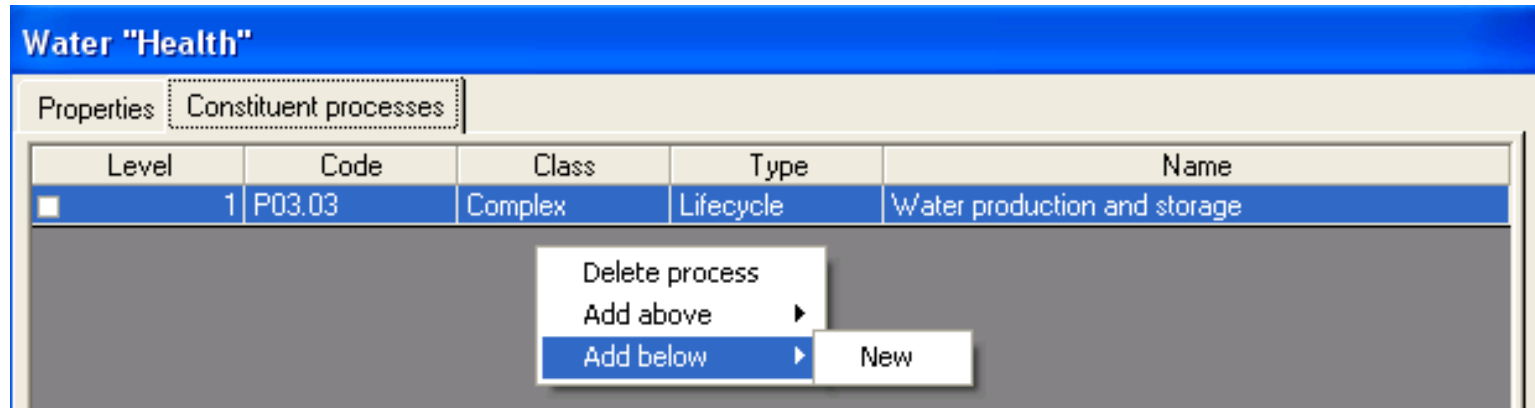 Water "Health"
Properties Constituent processes
Level Code Class Type Name
1 P03.03 Complex Lifecycle Water production and storage
Delete process
Add above
Add below New